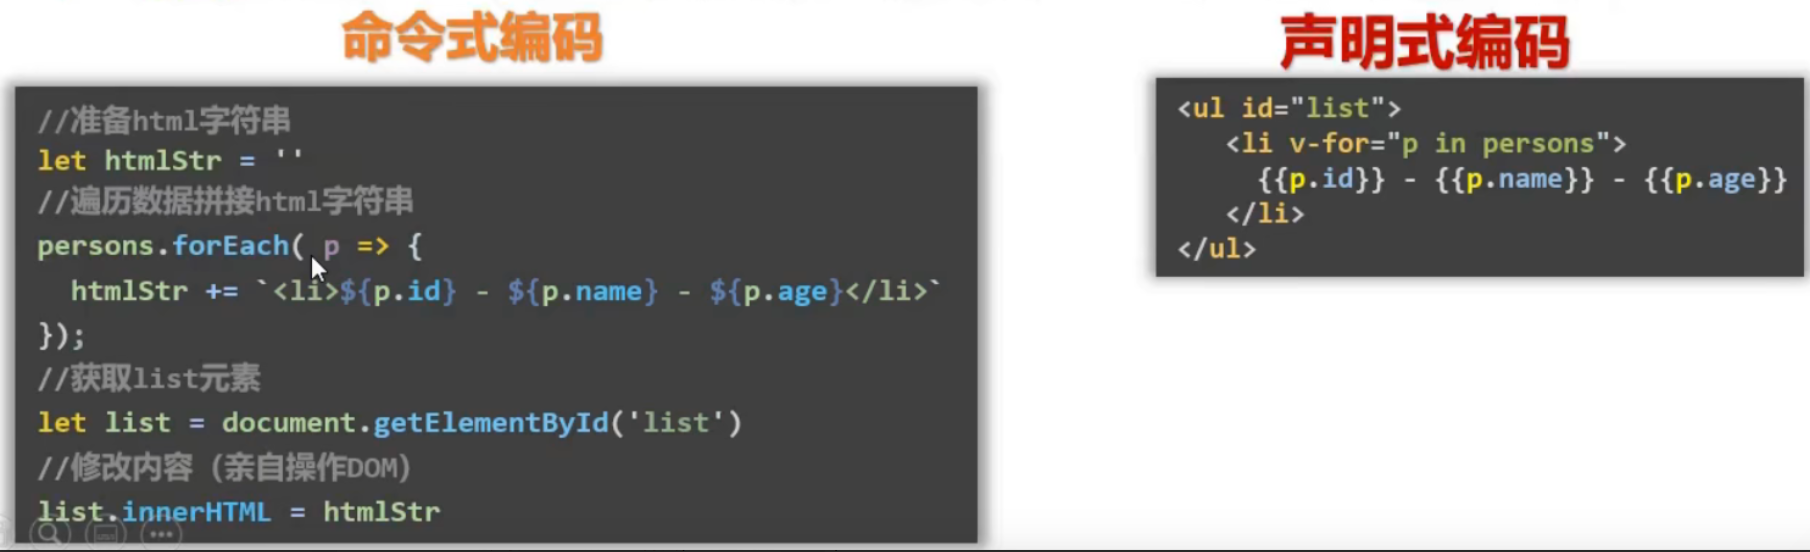 命令式编码
//准备html字符串
let htmlStr = ''
//遍历数据拼接html字符串
persons.forEach( p => {
  htmlStr += `<li>${p.id} - ${p.name} - ${p.age}</li>`
});
//获取list元素
let list = document.getElementById('list')
//修改内容（亲自操作DOM）
list.innerHTML = htmlStr
声明式编码
<ul id="list">
   <li v-for="p in persons">
     {{p.id}} - {{p.name}} - {{p.age}}
   </li>
</ul>